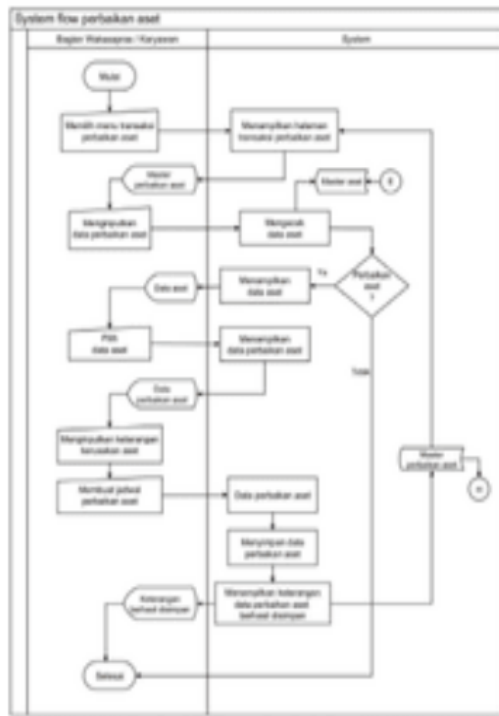 System flow perbaikan aset
Bagian Wakasapras / Karyawan
System
Mulai
Memilih menu transaksi
perbaikan aset
Menampilkan halaman
transaksi perbaikan aset
Master
perbaikan aset
Master aset
Menginputkan
data perbaikan aset
Mengecek
data aset
Perbaikan
aset
?
Ya
Data aset
Menampilkan
data aset
Pilih
data aset
Menampilkan
data perbaikan aset
Tidak
Data
perbaikan aset
Menginputkan keterangan
kerusakan aset
Master
perbaikan aset
Membuat jadwal
perbaikan aset
Data perbaikan aset
Menyimpan data
perbaikan aset
Keterangan
berhasil disimpan
Menampilkan keterangan
data perbaikan aset
berhasil disimpan
Selesai